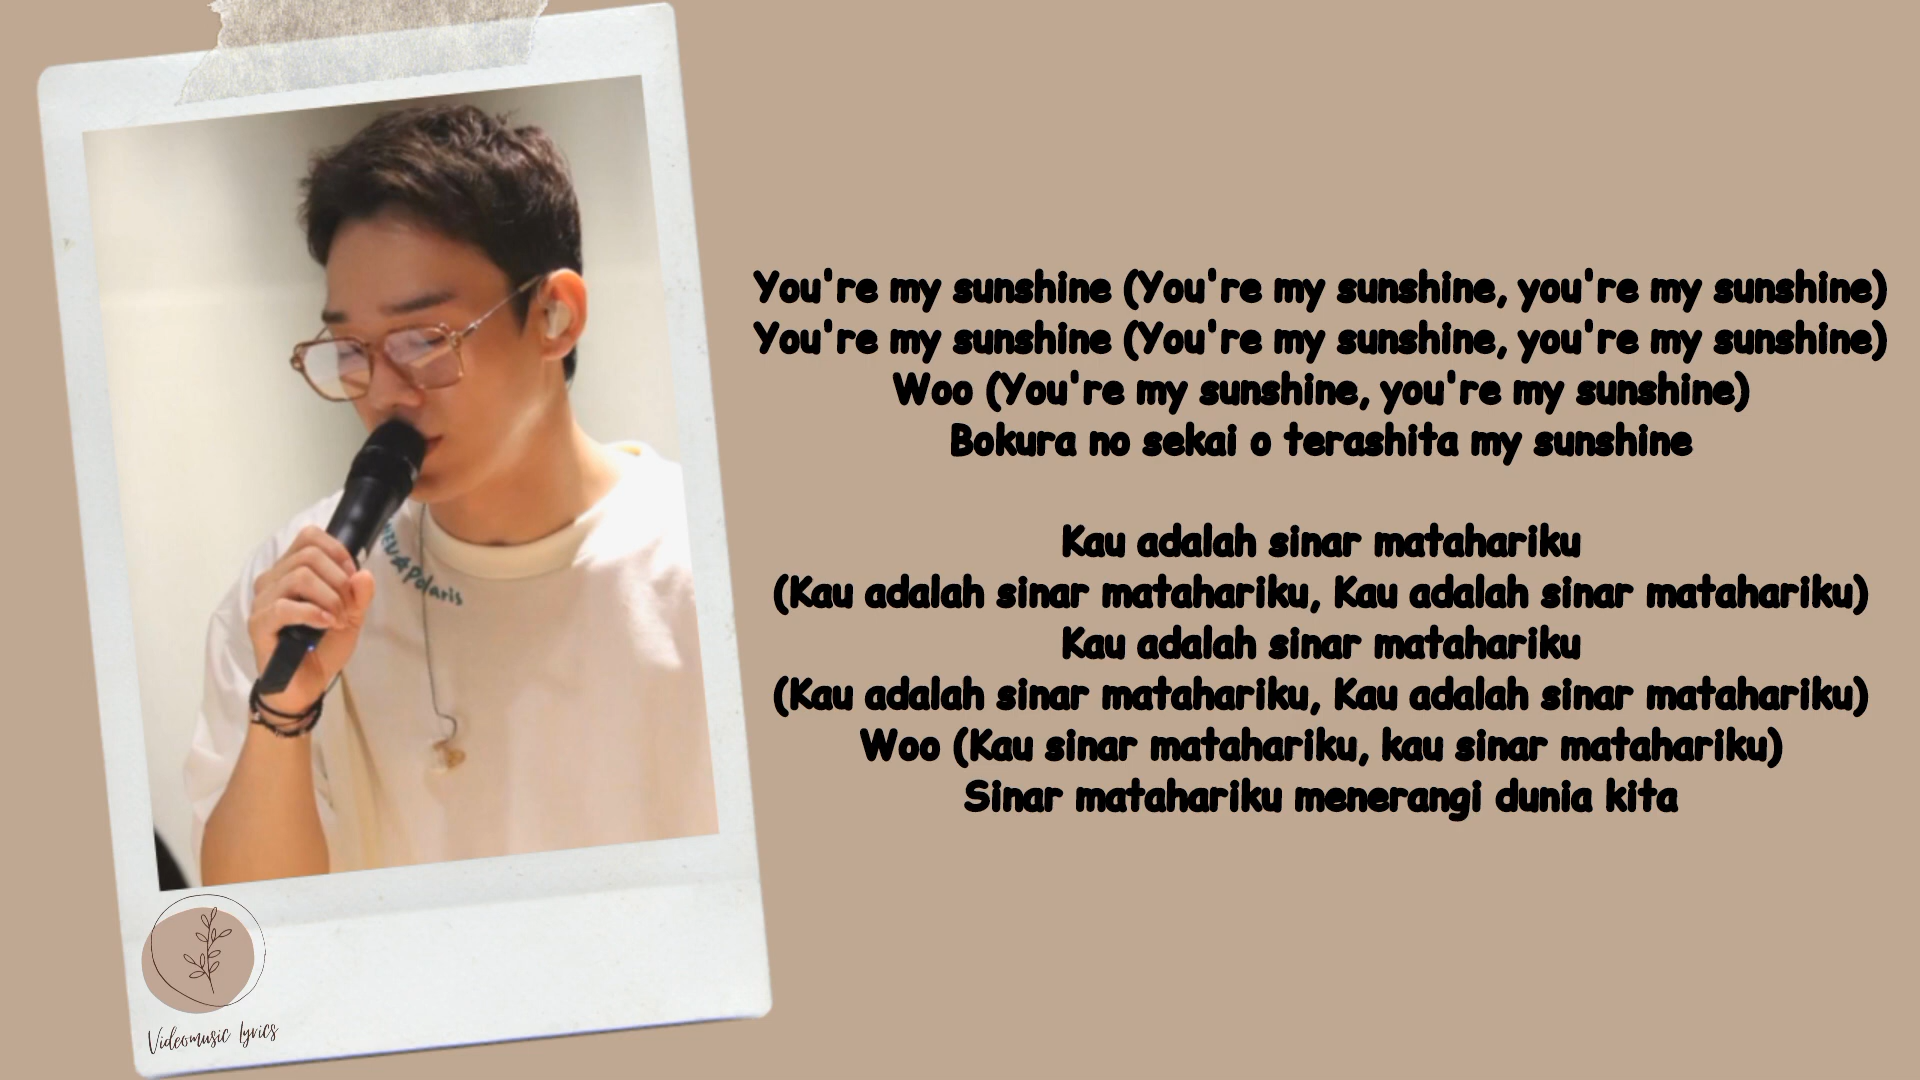 You're my sunshine (You're my sunshine, you're my sunshine)
You're my sunshine (You're my sunshine, you're my sunshine)
Woo (You're my sunshine, you're my sunshine)
Bokura no sekai o terashita my sunshine
Kau adalah sinar matahariku
(Kau adalah sinar matahariku, Kau adalah sinar matahariku)
Kau adalah sinar matahariku
(Kau adalah sinar matahariku, Kau adalah sinar matahariku)
Woo (Kau sinar matahariku, kau sinar matahariku)
Sinar matahariku menerangi dunia kita
Polaris
Videomusic lyrics